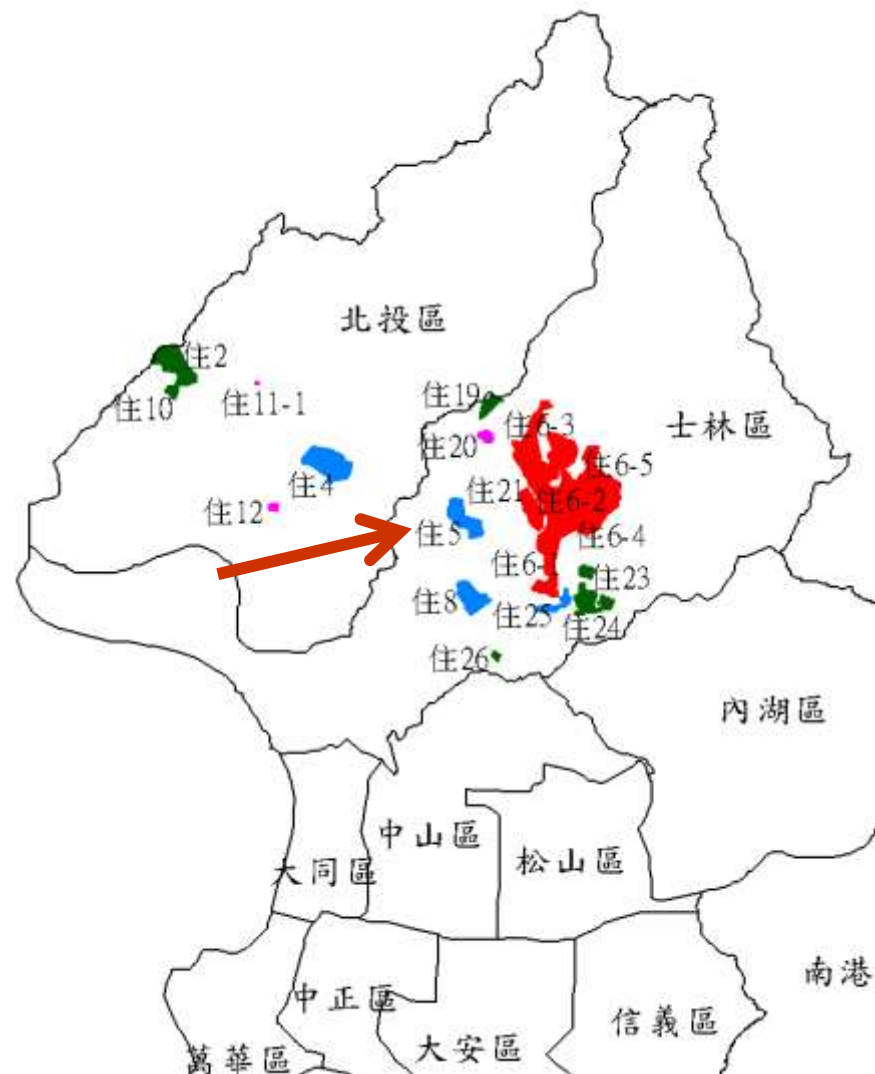 北投區
住2
住10
住11-1
住19
住6-3
士林區
住20
住6-5
住4
住21
住6-2
住12
住5
住6-4
住6-1
住23
住8
住25
住24
住26
內湖區
中山區
松山區
大同區
南港
中正區
信義區
大安區
萬華區